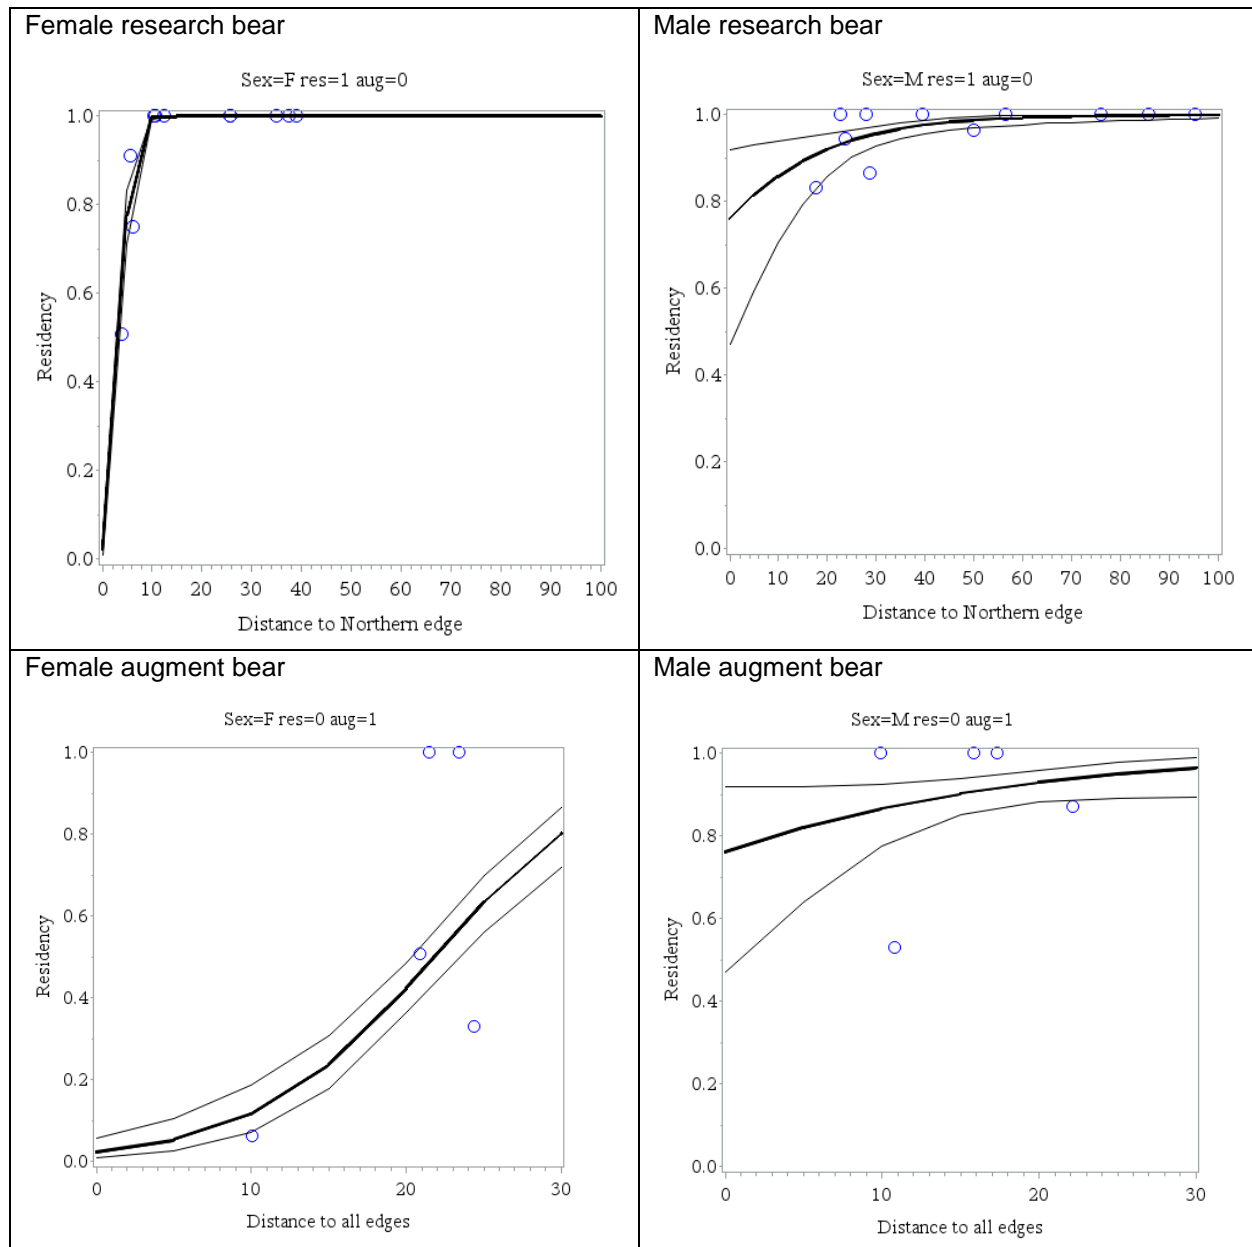 Female research bear
Sex=F res=1 aug=0
1.0
0.8
0.6
0.4
0.2
0.0
Residency
0 10 20 30 40 50 60 70 80 90 100
Distance to Northern edge
Male research bear
Sex=M res=1 aug=0
1.0
0.8
0.6
0.4
0.2
0.0
Residency
0 10 20 30 40 50 60 70 80 90 100
Distance to Northern edge
Female augment bear
Sex=F res=0 aug=1
1.0
0.8
0.6
0.4
0.2
0.0
Residency
0 10 20 30
Distance to all edges
Male augment bear
Sex=M res=0 aug=1
1.0
0.8
0.6
0.4
0.2
0.0
Residency
0 10 20 30
Distance to all edges